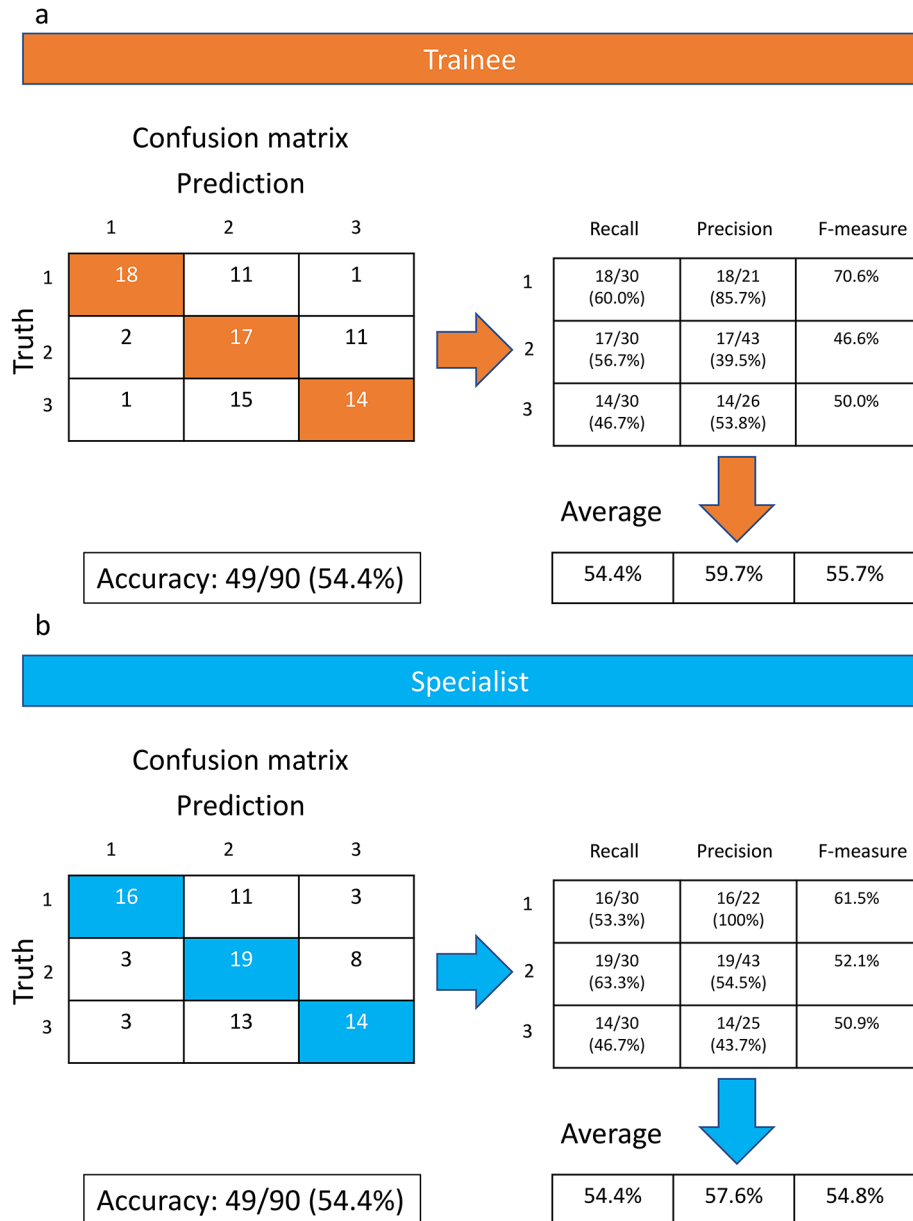 a
Trainee
Confusion matrix
Prediction
1 2 3
Recall Precision F-measure
Truth
1 18 11 1
2 2 17 11
3 1 15 14
1 18/30 (60.0%) 18/21 (85.7%) 70.6%
2 17/30 (56.7%) 17/43 (39.5%) 46.6%
3 14/30 (46.7%) 14/26 (53.8%) 50.0%
Average
Accuracy: 49/90 (54.4%)
54.4% 59.7% 55.7%
b
Specialist
Confusion matrix
Prediction
1 2 3
Recall Precision F-measure
Truth
1 16 11 3
2 3 19 8
3 3 13 14
1 16/30 (53.3%) 16/22 (100%) 61.5%
2 19/30 (63.3%) 19/43 (54.5%) 52.1%
3 14/30 (46.7%) 14/25 (43.7%) 50.9%
Average
Accuracy: 49/90 (54.4%)
54.4% 57.6% 54.8%